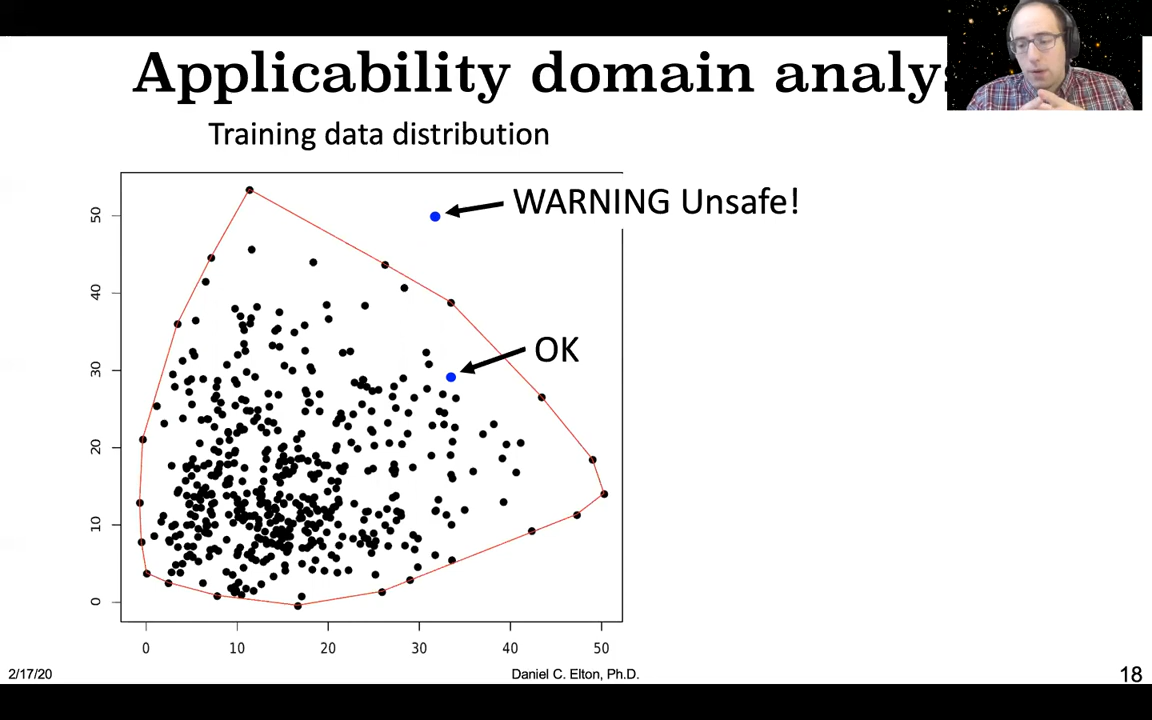 Applicability domain analys
Training data distribution
WARNING Unsafe!
OK
50
40
30
20
10
0
0 10 20 30 40 50
2/17/20 Daniel C. Elton, Ph.D. 18